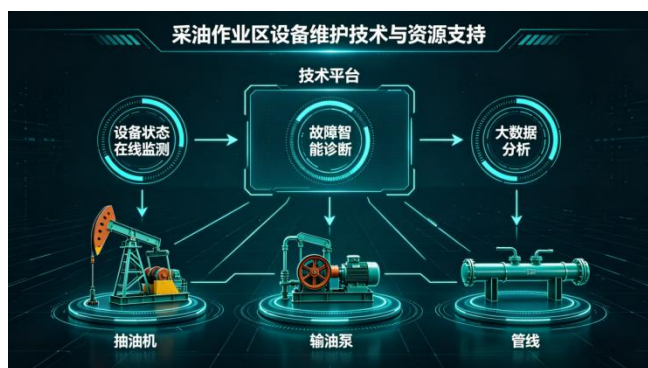 采油作业区设备维护技术与资源支持
技术平台
设备状态
在线监测
故障智
能诊断
大数据
分析
抽油机
输油泵
管线